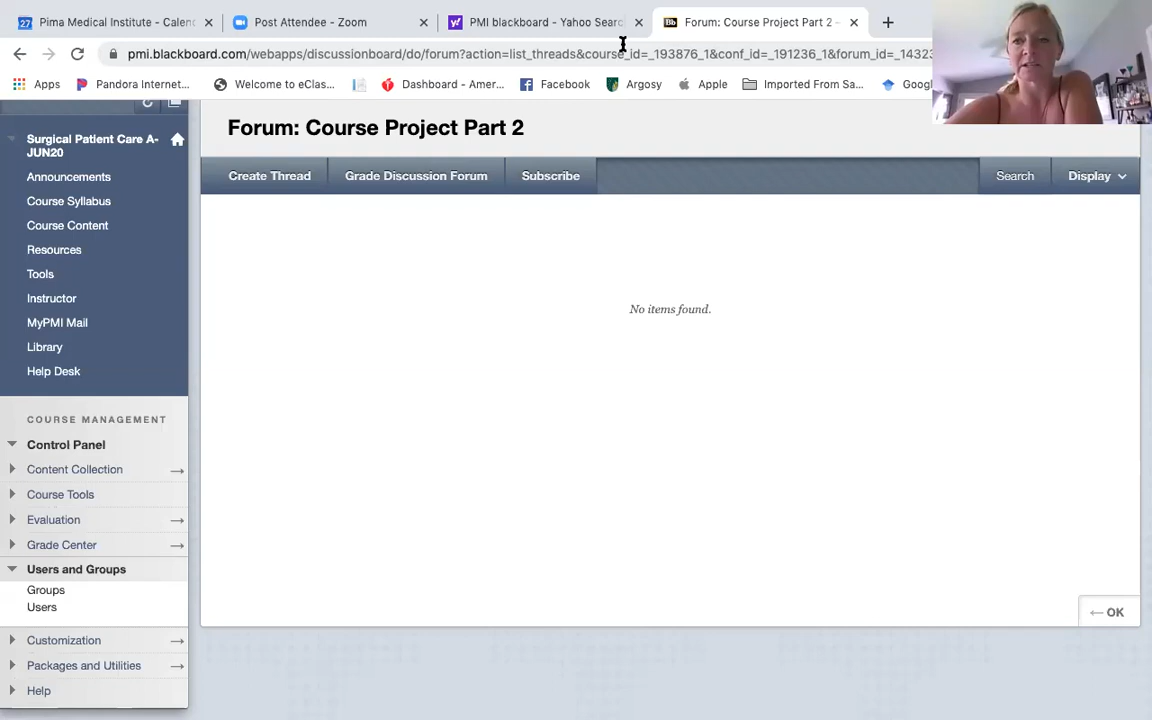 27 Pima Medical Institute - Calenc × Post Attendee - Zoom × PMI blackboard - Yahoo Searc × Bb Forum: Course Project Part 2 - × +
pmi.blackboard.com/webapps/discussionboard/do/forum?action=list_threads&course_id=_193876_1&conf_id=_191236_1&forum_id=_14323
Apps Pandora Internet... Welcome to eClas... Dashboard - Amer... Facebook Argosy Apple Imported From Sa... Goog
Forum: Course Project Part 2
Create Thread Grade Discussion Forum Subscribe Search Display
No items found.
← OK
Surgical Patient Care A-
JUN20
Announcements
Course Syllabus
Course Content
Resources
Tools
Instructor
MyPMI Mail
Library
Help Desk
COURSE MANAGEMENT
Control Panel
Content Collection →
Course Tools
Evaluation →
Grade Center →
Users and Groups
Groups
Users
Customization →
Packages and Utilities →
Help